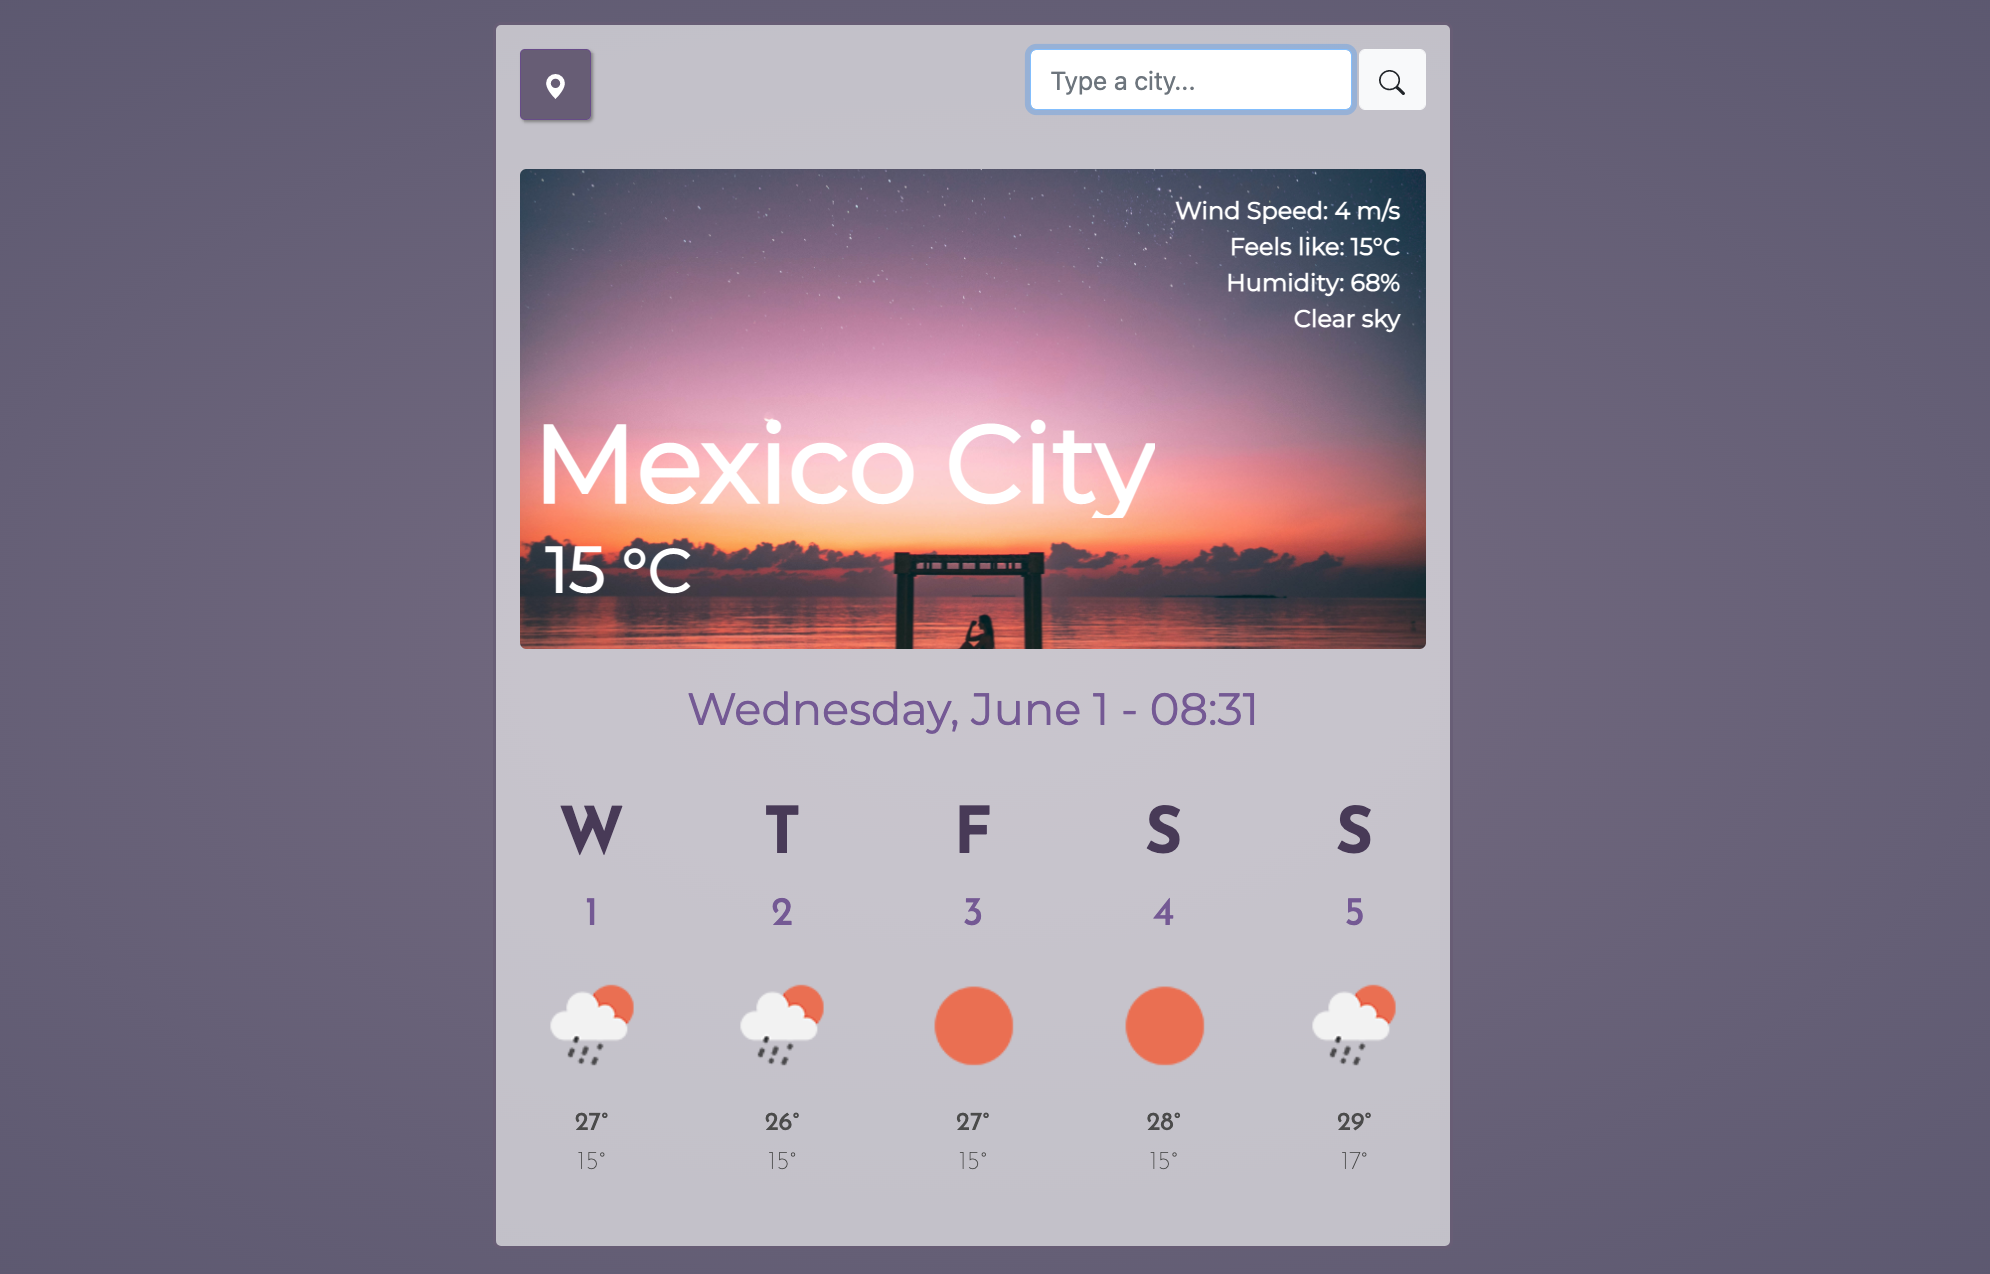 Type a city...
Wind Speed: 4 m/s
Feels like: 15°C
Humidity: 68%
Clear sky
Mexico City
15 °C
Wednesday, June 1 - 08:31
W T F S S
1 2 3 4 5
27° 26° 27° 28° 29°
15° 15° 15° 15° 17°